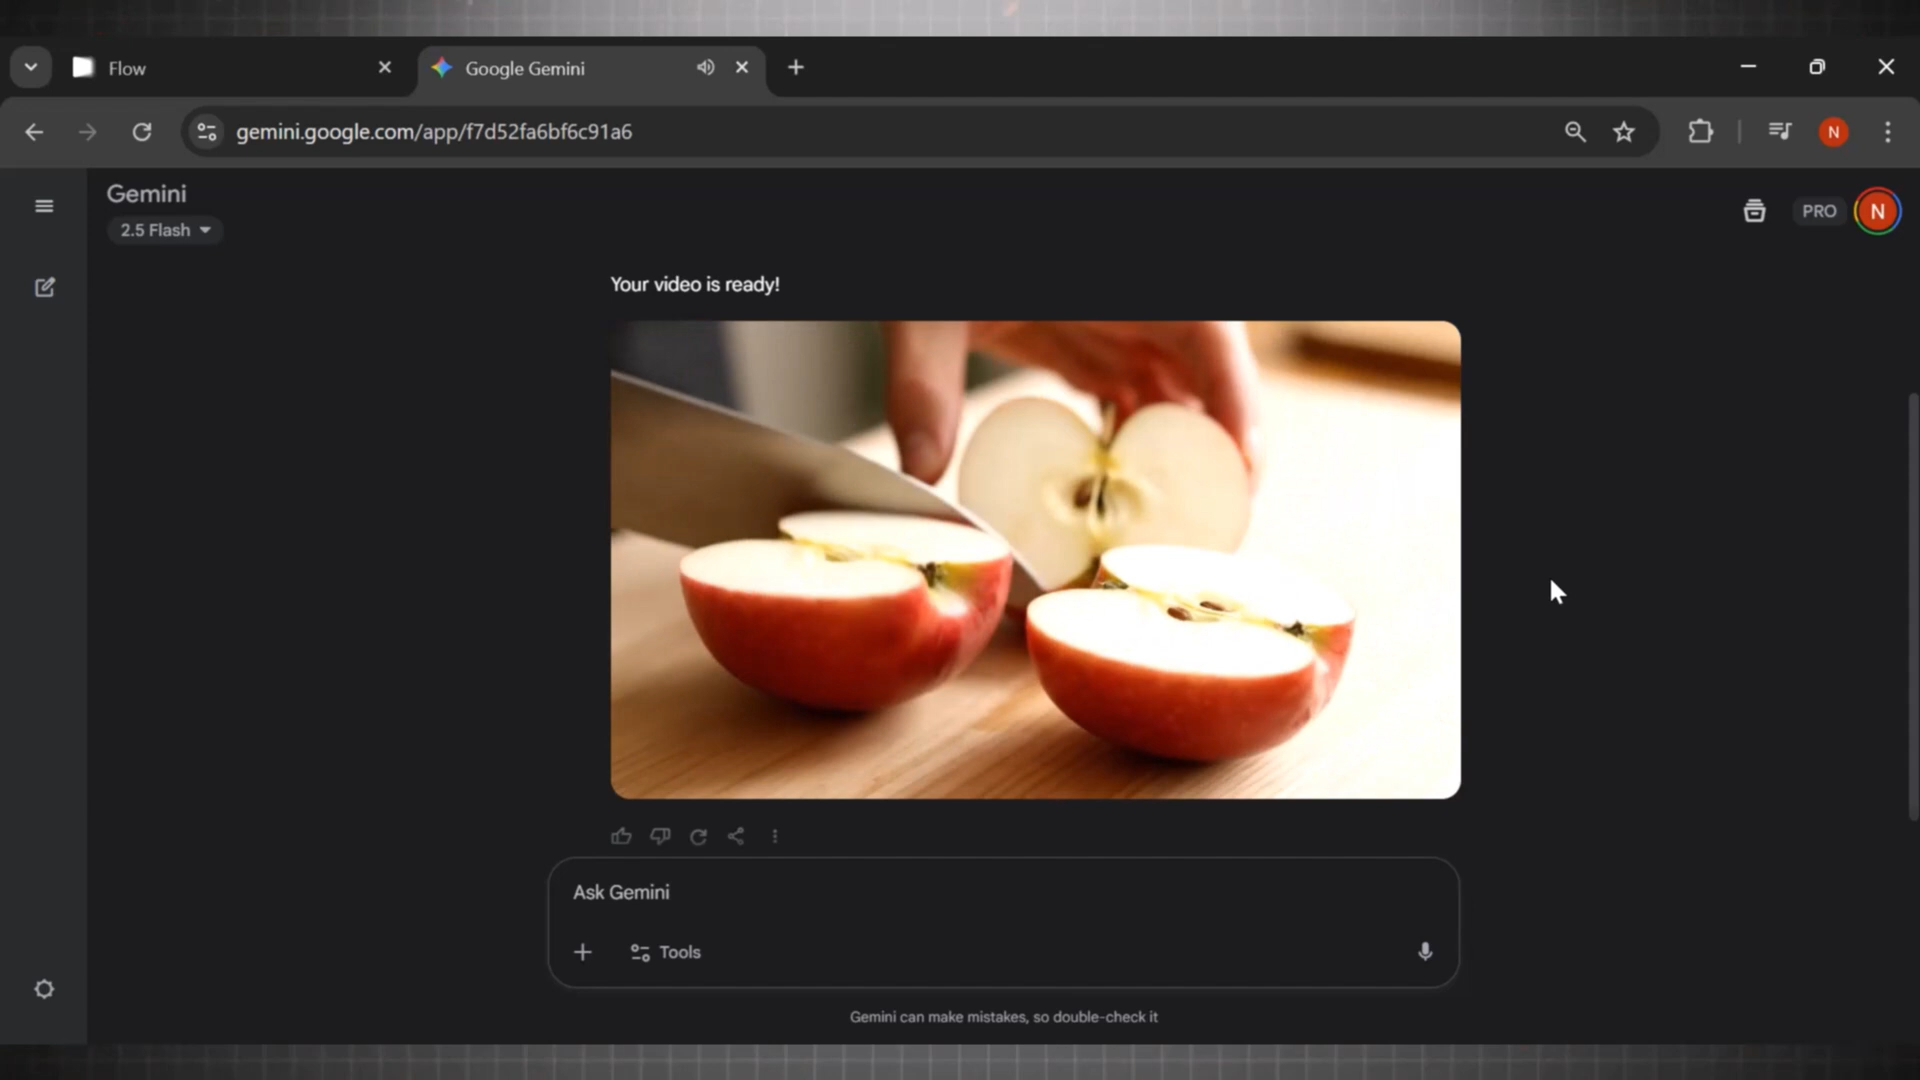 Flow
Google Gemini
gemini.google.com/app/f7d52fa6bf6c91a6
N
Gemini
2.5 Flash
PRO
N
Your video is ready!
Ask Gemini
Tools
Gemini can make mistakes, so double-check it